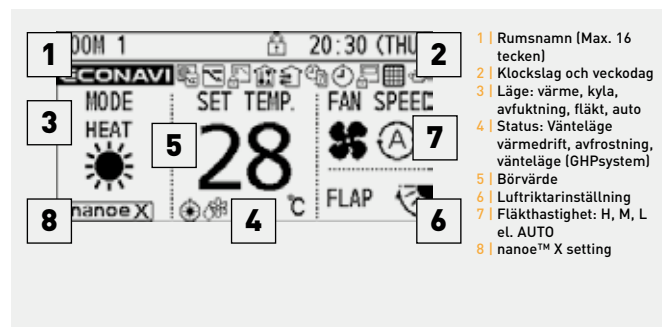 1
OOM 1
20:30 (THU
2
ECONAVI
MODE
SET TEMP.
FAN SPEED
3
HEAT
5
28
A
7
8
nanoe X
4
°C
FLAP
6
1 | Rumsnamn (Max. 16
tecken)
2 | Klockslag och veckodag
3 | Läge: värme, kyla,
avfuktning, fläkt, auto
4 | Status: Vänteläge
värmedrift, avfrostning,
vänteläge (GHPsystem)
5 | Börvärde
6 | Luftriktarinställning
7 | Fläkthastighet: H, M, L
el. AUTO
8 | nanoe™ X setting